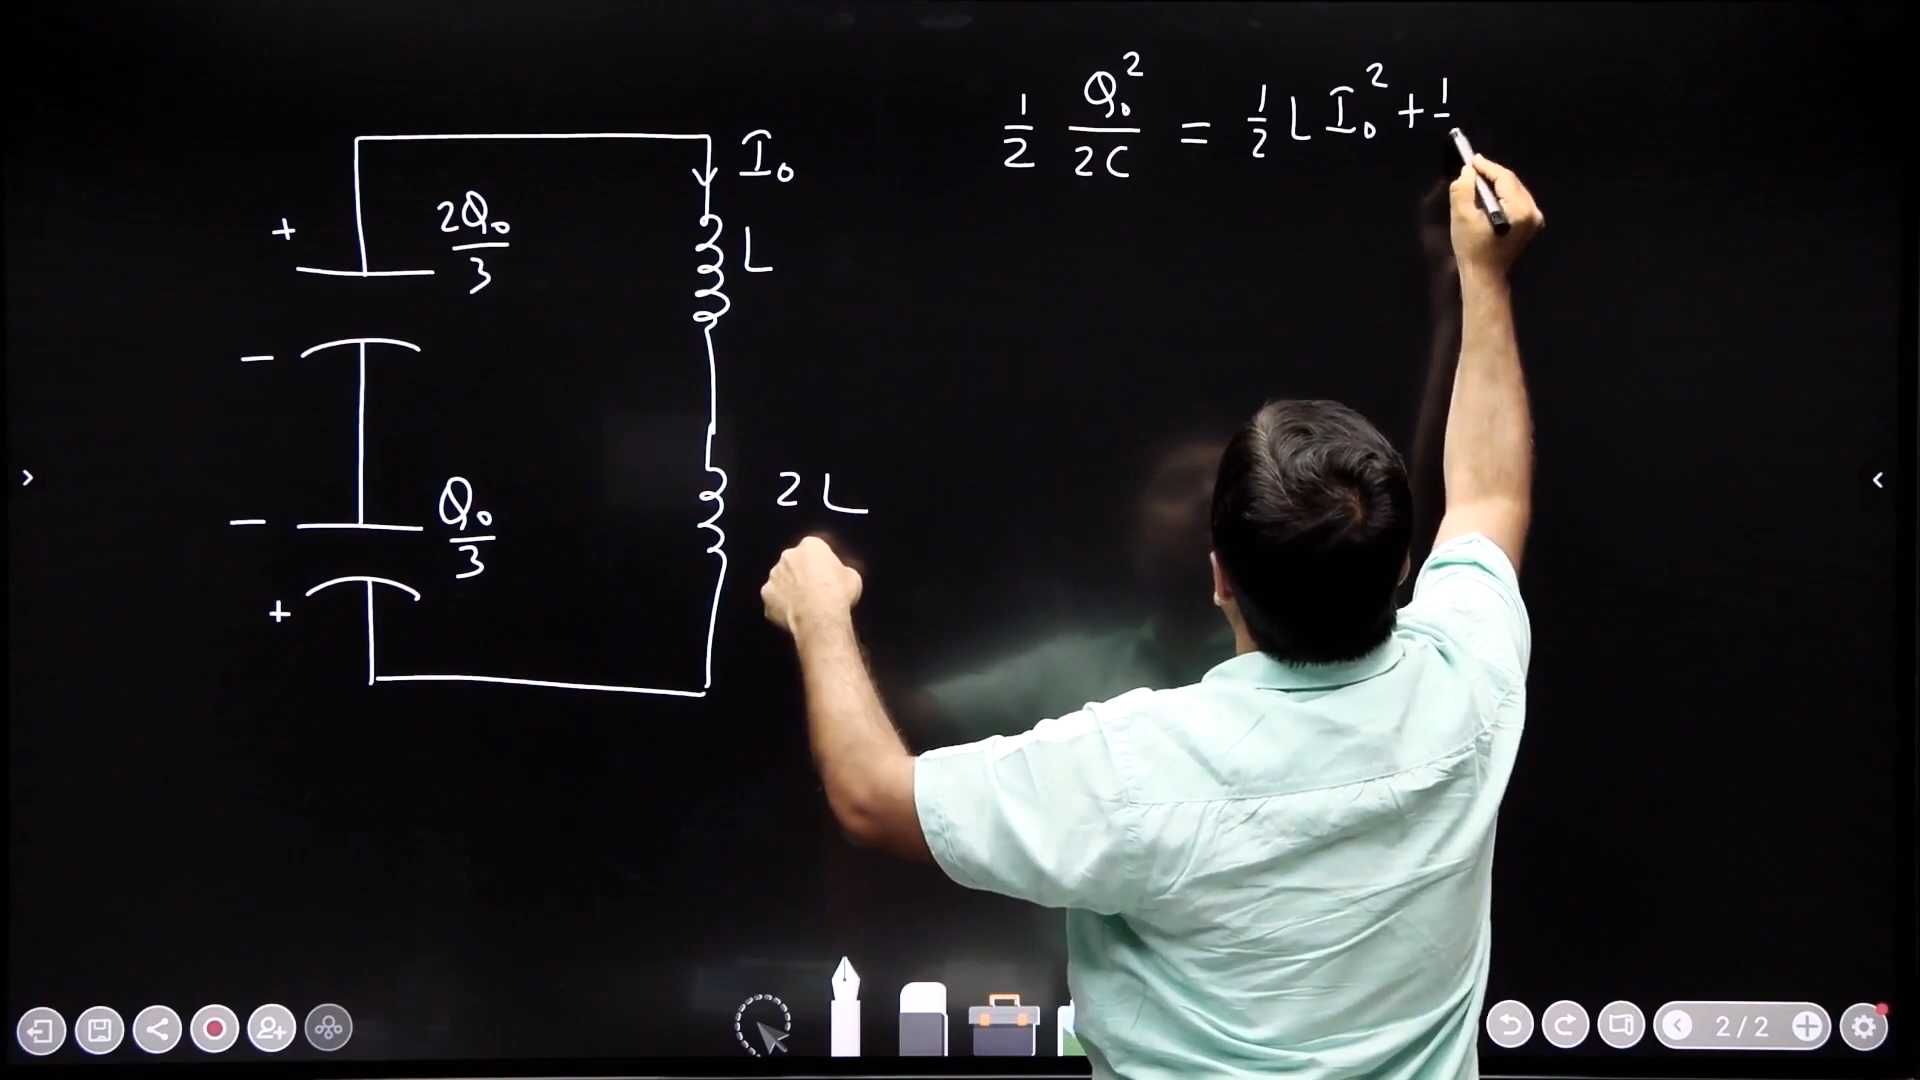 1/2 Q₀²/2C = 1/2 L I₀² + 1/
I₀
+
2Q₀/3
L
−
2L
−
Q₀/3
+
2/2